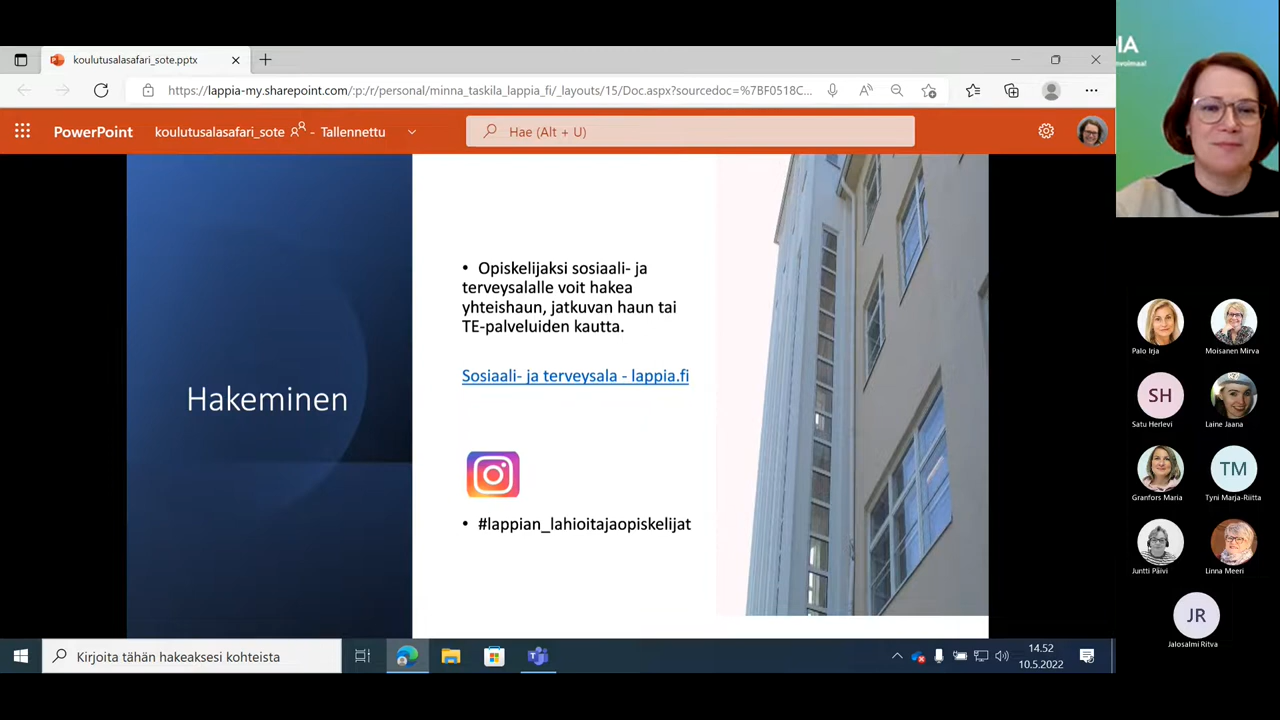 koulutusalasafari_sote.pptx
https://lappia-my.sharepoint.com/:p:/r/personal/minna_taskila_lappia_fi/_layouts/15/Doc.aspx?sourcedoc=%7BF0518C...
PowerPoint
koulutusalasafari_sote - Tallennettu
Hae (Alt + U)
Hakeminen
• Opiskelijaksi sosiaali- ja
terveysalalle voit hakea
yhteishaun, jatkuvan haun tai
TE-palveluiden kautta.
Sosiaali- ja terveysala - lappia.fi
• #lappian_lahioitajaopiskelijat
IA
nvoimaa!
Palo Irja
Moisanen Mirva
SH
Satu Herlevi
Laine Jaana
Granfors Maria
TM
Tyni Marja-Riitta
Juntti Päivi
Linna Meeri
JR
Jalosalmi Ritva
Kirjoita tähän hakeaksesi kohteista
14.52
10.5.2022